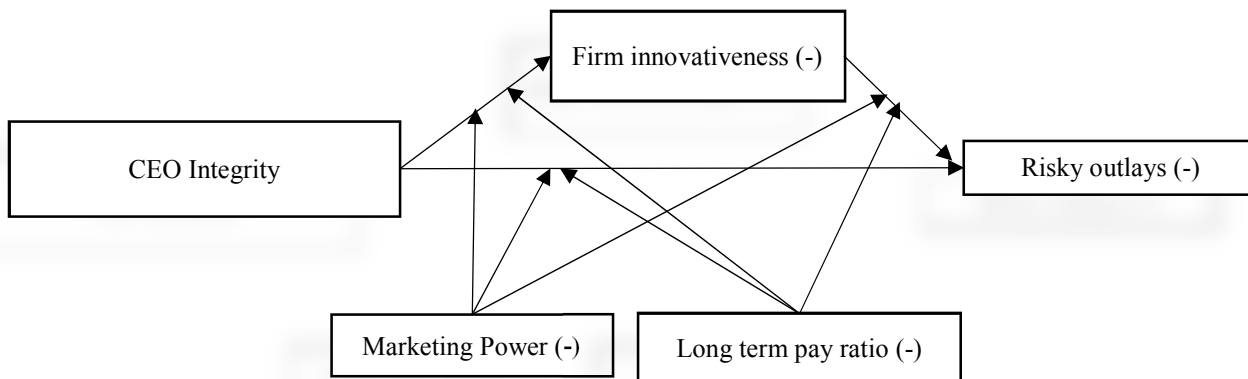 Firm innovativeness (-)
CEO Integrity
Risky outlays (-)
Marketing Power (-)
Long term pay ratio (-)